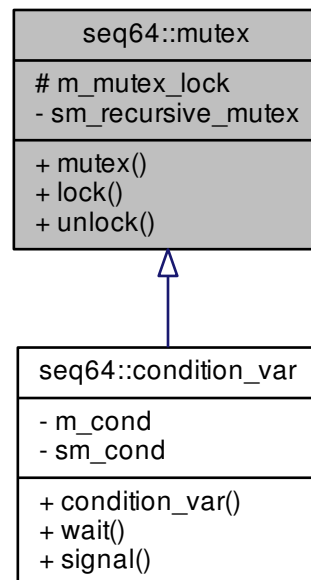 seq64::mutex
# m_mutex_lock
- sm_recursive_mutex
+ mutex()
+ lock()
+ unlock()
seq64::condition_var
- m_cond
- sm_cond
+ condition_var()
+ wait()
+ signal()